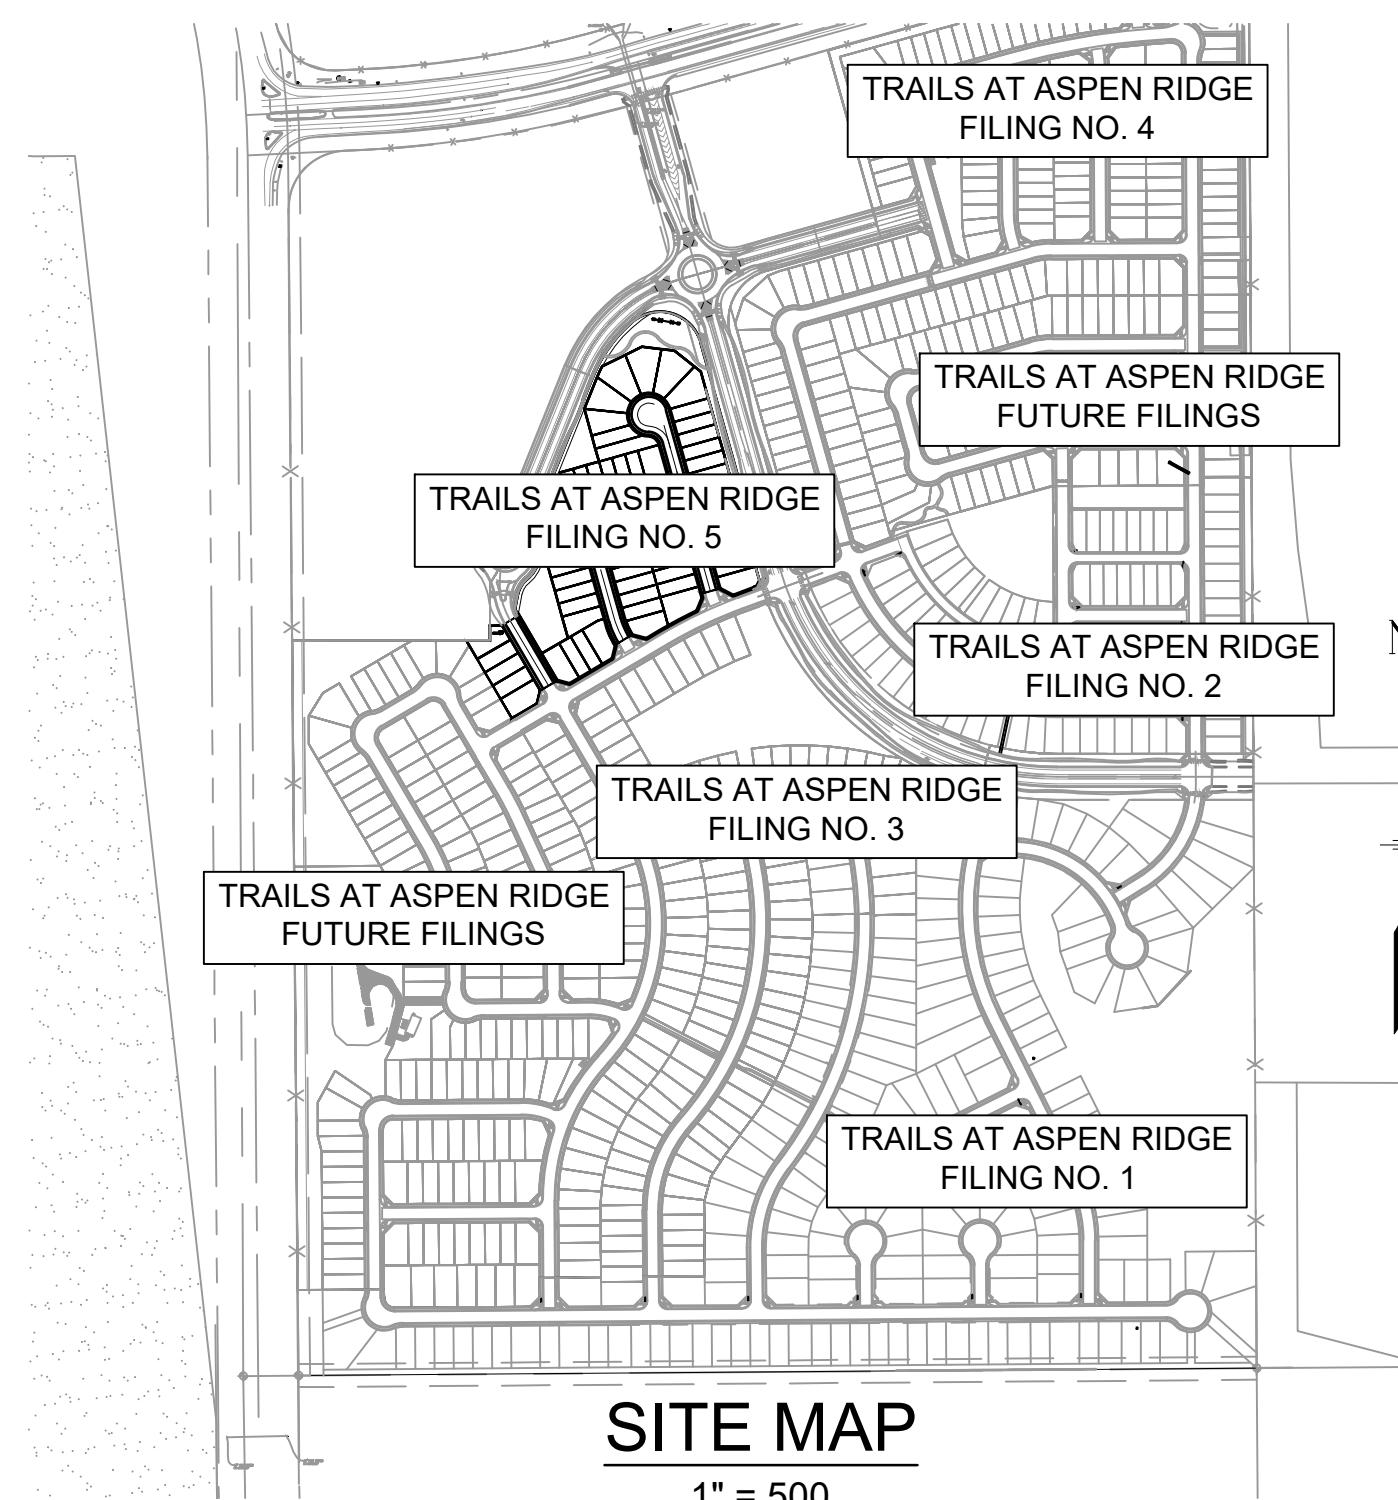 TRAILS AT ASPEN RIDGE
FILING NO. 4
TRAILS AT ASPEN RIDGE
FUTURE FILINGS
TRAILS AT ASPEN RIDGE
FILING NO. 5
TRAILS AT ASPEN RIDGE
FILING NO. 2
TRAILS AT ASPEN RIDGE
FILING NO. 3
TRAILS AT ASPEN RIDGE
FUTURE FILINGS
TRAILS AT ASPEN RIDGE
FILING NO. 1
SITE MAP
1" = 500